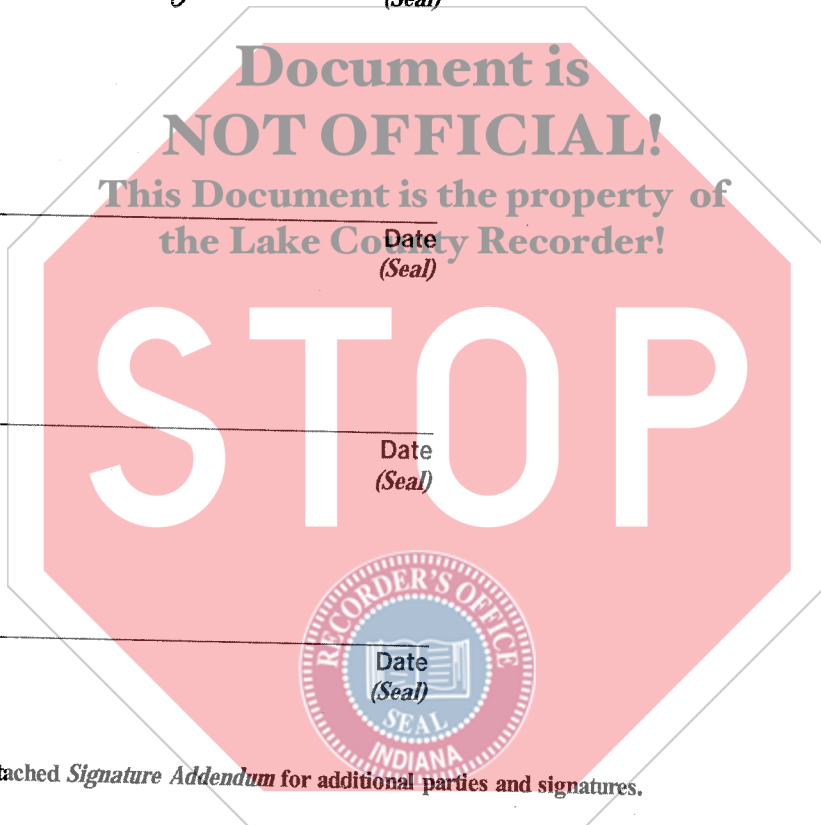 (Seal)
Document is
NOT OFFICIAL!
This Document is the property of
the Lake County Recorder!
Date
(Seal)
STOP
Date
(Seal)
RECORDER'S OFFICE
Date
(Seal)
SEAL
INDIANA
Signature Addendum for additional parties and signatures.